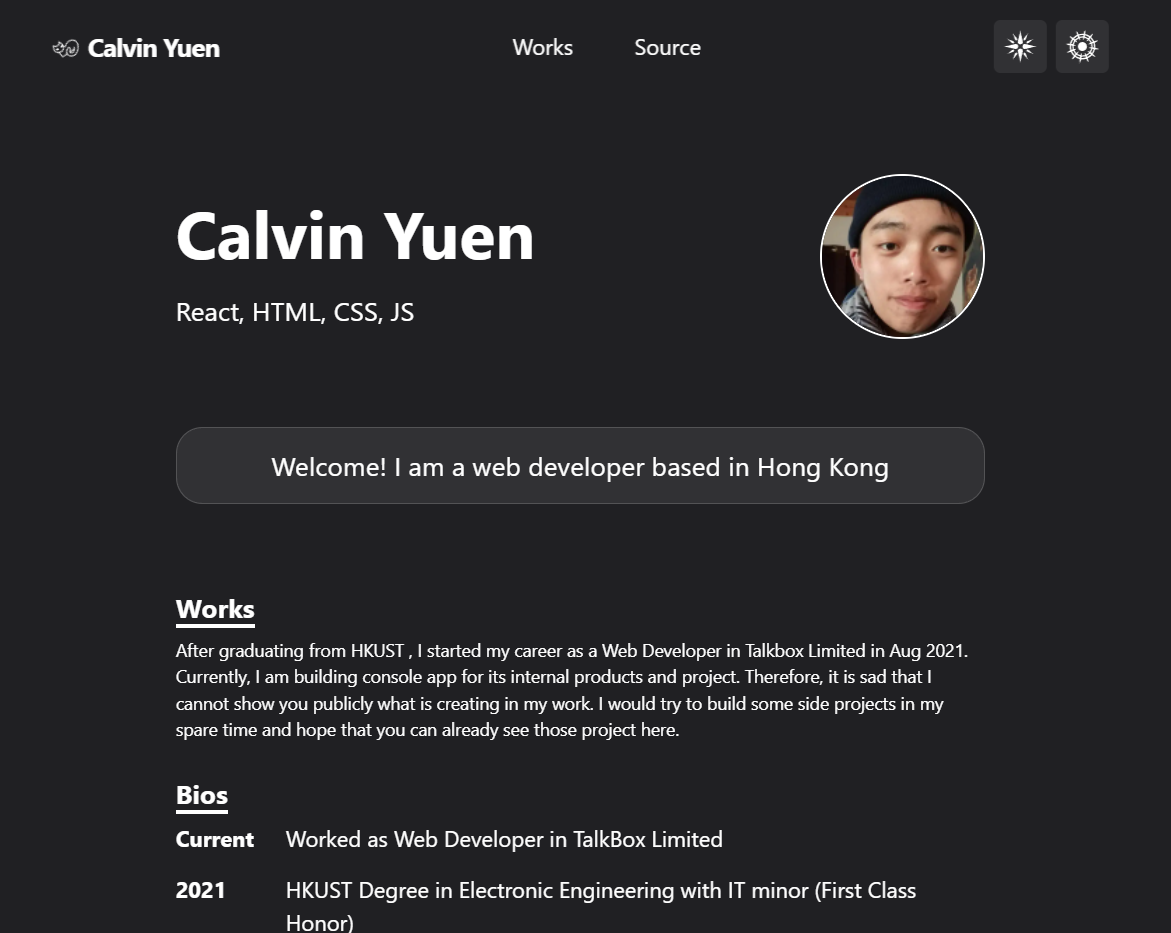 Calvin Yuen
Works
Source
Calvin Yuen
React, HTML, CSS, JS
Welcome! I am a web developer based in Hong Kong
Works
After graduating from HKUST , I started my career as a Web Developer in Talkbox Limited in Aug 2021.
Currently, I am building console app for its internal products and project. Therefore, it is sad that I
cannot show you publicly what is creating in my work. I would try to build some side projects in my
spare time and hope that you can already see those project here.
Bios
Current Worked as Web Developer in TalkBox Limited
2021 HKUST Degree in Electronic Engineering with IT minor (First Class
Honor)